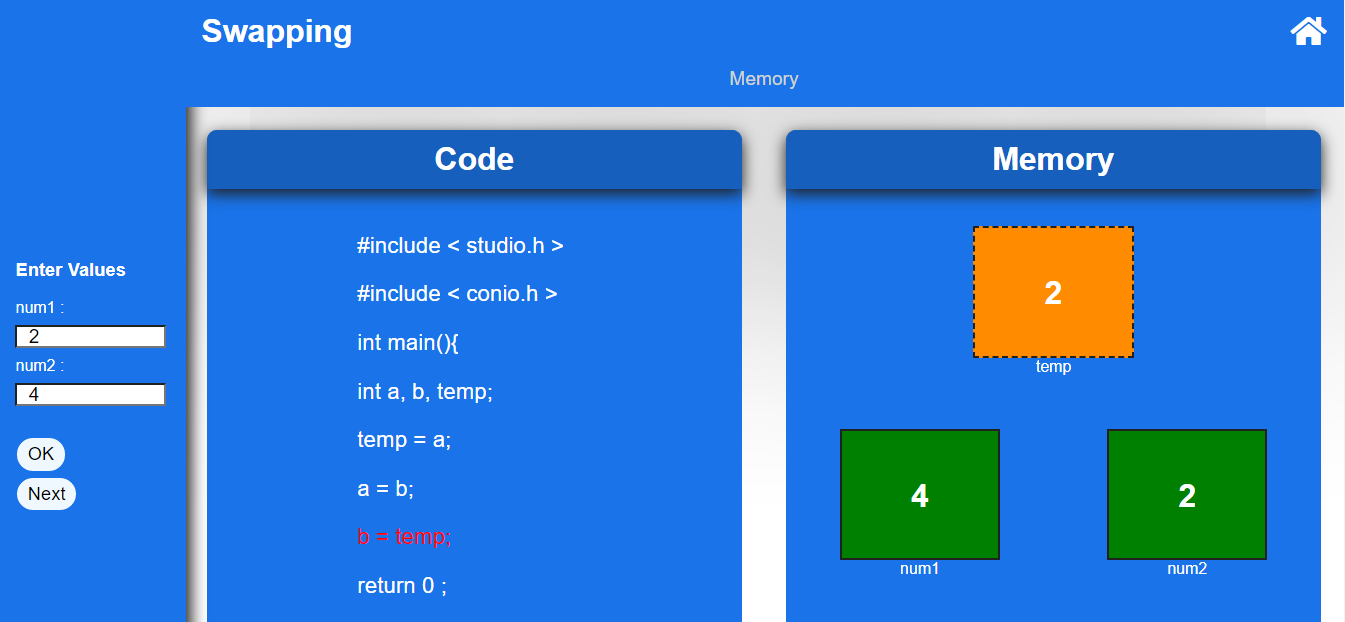 Swapping
Memory
Enter Values
num1 :
2
num2 :
4
OK
Next
Code
#include < studio.h >
#include < conio.h >
int main(){
int a, b, temp;
temp = a;
a = b;
b = temp;
return 0 ;
Memory
2
temp
4
num1
2
num2